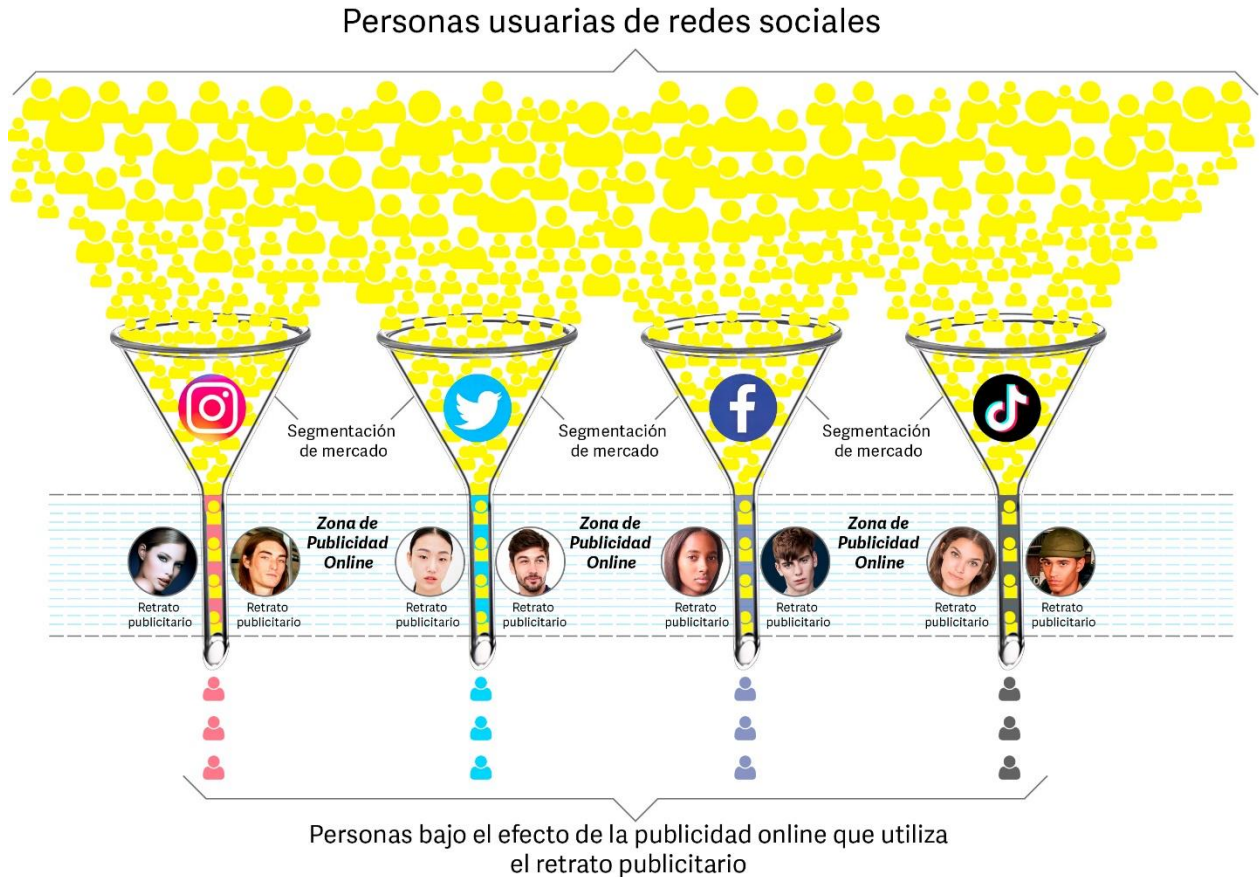 Personas usuarias de redes sociales
Segmentación
de mercado
Segmentación
de mercado
Segmentación
de mercado
Zona de
Publicidad
Online
Zona de
Publicidad
Online
Zona de
Publicidad
Online
Retrato
publicitario
Retrato
publicitario
Retrato
publicitario
Retrato
publicitario
Retrato
publicitario
Retrato
publicitario
Retrato
publicitario
Retrato
publicitario
Personas bajo el efecto de la publicidad online que utiliza
el retrato publicitario